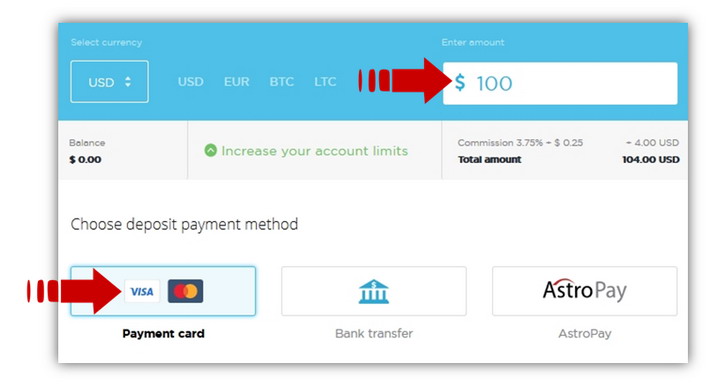 Select currency
Enter amount
USD
USD EUR BTC LTC
$ 100
Balance
$ 0.00
Increase your account limits
Commission 3.75% + $ 0.25
+ 4.00 USD
Total amount
104.00 USD
Choose deposit payment method
VISA
AstroPay
Payment card
Bank transfer
AstroPay